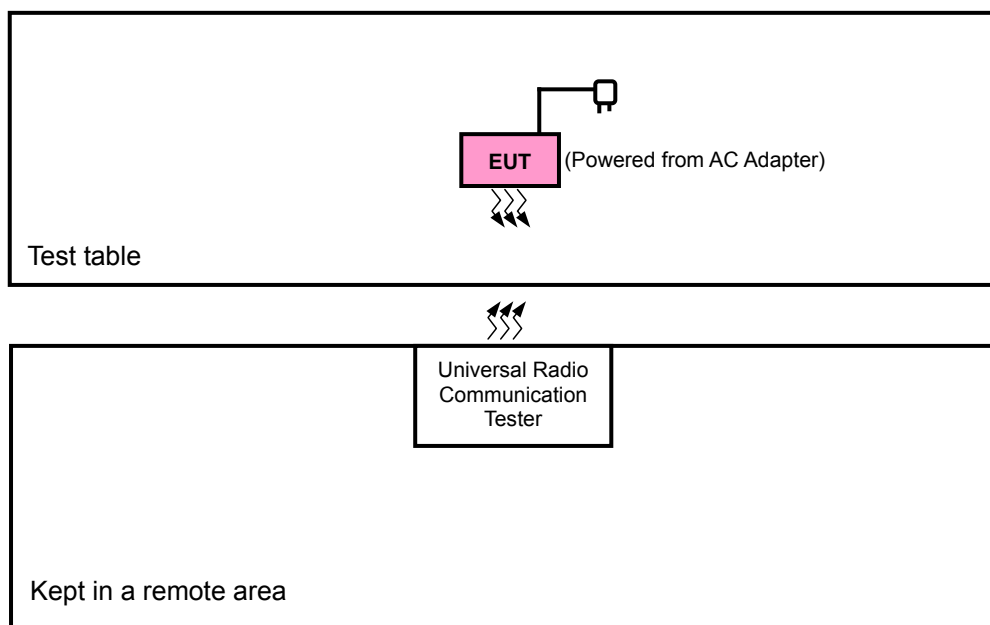 EUT (Powered from AC Adapter)
Test table
Universal Radio
Communication
Tester
Kept in a remote area